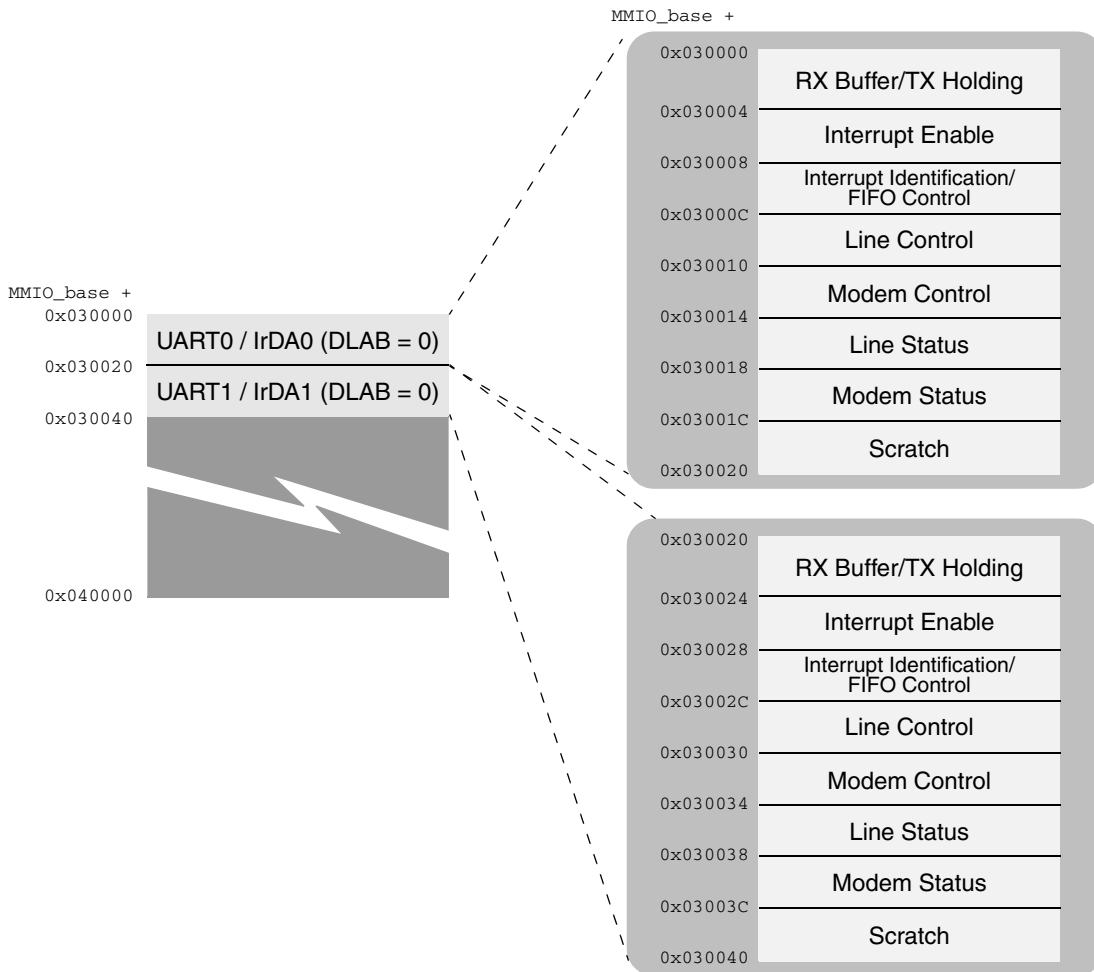 MMIO_base +
0x030000
UART0 / IrDA0 (DLAB = 0)
0x030020
UART1 / IrDA1 (DLAB = 0)
0x030040
0x040000
MMIO_base +
0x030000
RX Buffer/TX Holding
0x030004
Interrupt Enable
0x030008
Interrupt Identification/
FIFO Control
0x03000C
Line Control
0x030010
Modem Control
0x030014
Line Status
0x030018
Modem Status
0x03001C
Scratch
0x030020
0x030020
RX Buffer/TX Holding
0x030024
Interrupt Enable
0x030028
Interrupt Identification/
FIFO Control
0x03002C
Line Control
0x030030
Modem Control
0x030034
Line Status
0x030038
Modem Status
0x03003C
Scratch
0x030040